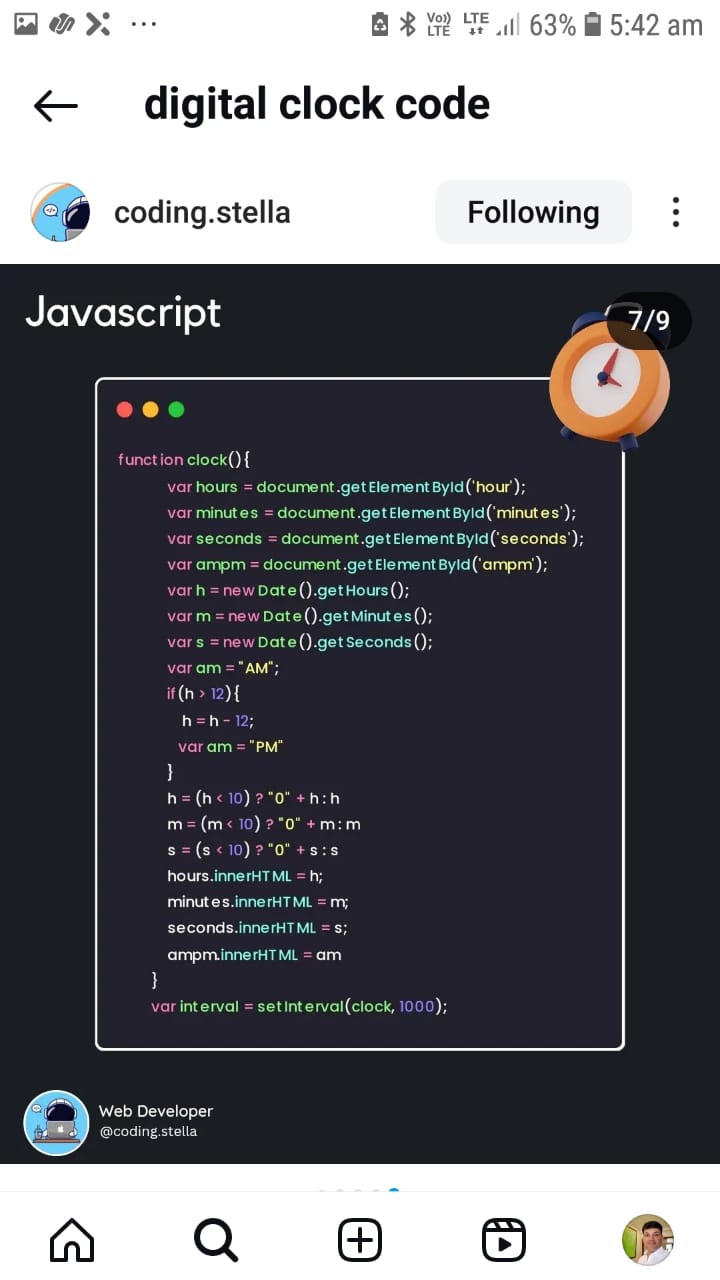 Vo))
LTE
LTE
63%
5:42 am
digital clock code
coding.stella
Following
Javascript
7/9
function clock(){
var hours = document.getElementById('hour');
var minutes = document.getElementById('minutes');
var seconds = document.getElementById('seconds');
var ampm = document.getElementById('ampm');
var h = new Date().getHours();
var m = new Date().getMinutes();
var s = new Date().getSeconds();
var am = "AM";
if(h > 12){
h = h - 12;
var am = "PM"
}
h = (h < 10) ? "0" + h : h
m = (m < 10) ? "0" + m : m
s = (s < 10) ? "0" + s : s
hours.innerHTML = h;
minutes.innerHTML = m;
seconds.innerHTML = s;
ampm.innerHTML = am
}
var interval = setInterval(clock, 1000);
Web Developer
@coding.stella